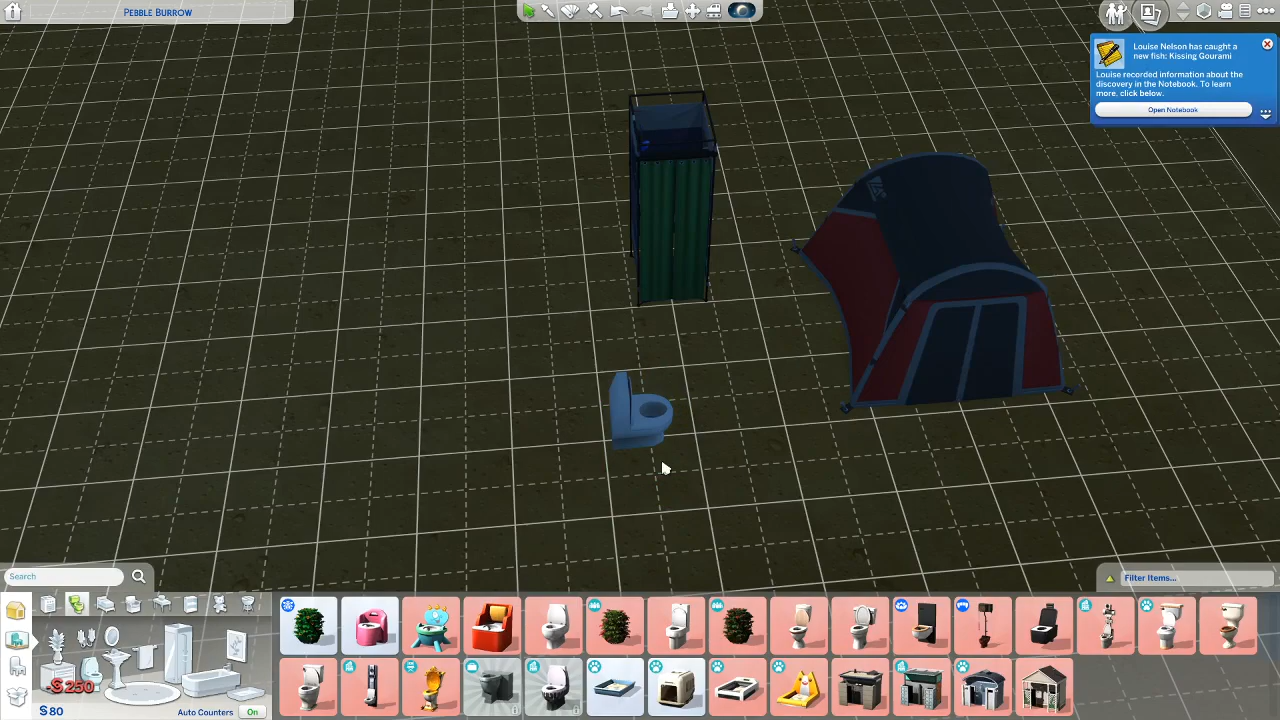 PEBBLE BURROW
Louise Nelson has caught a
new fish: Kissing Gourami
Louise recorded information about the
discovery in the Notebook. To learn
more, click below.
Open Notebook
Search
Filter Items...
-§250
§80
Auto Counters
On